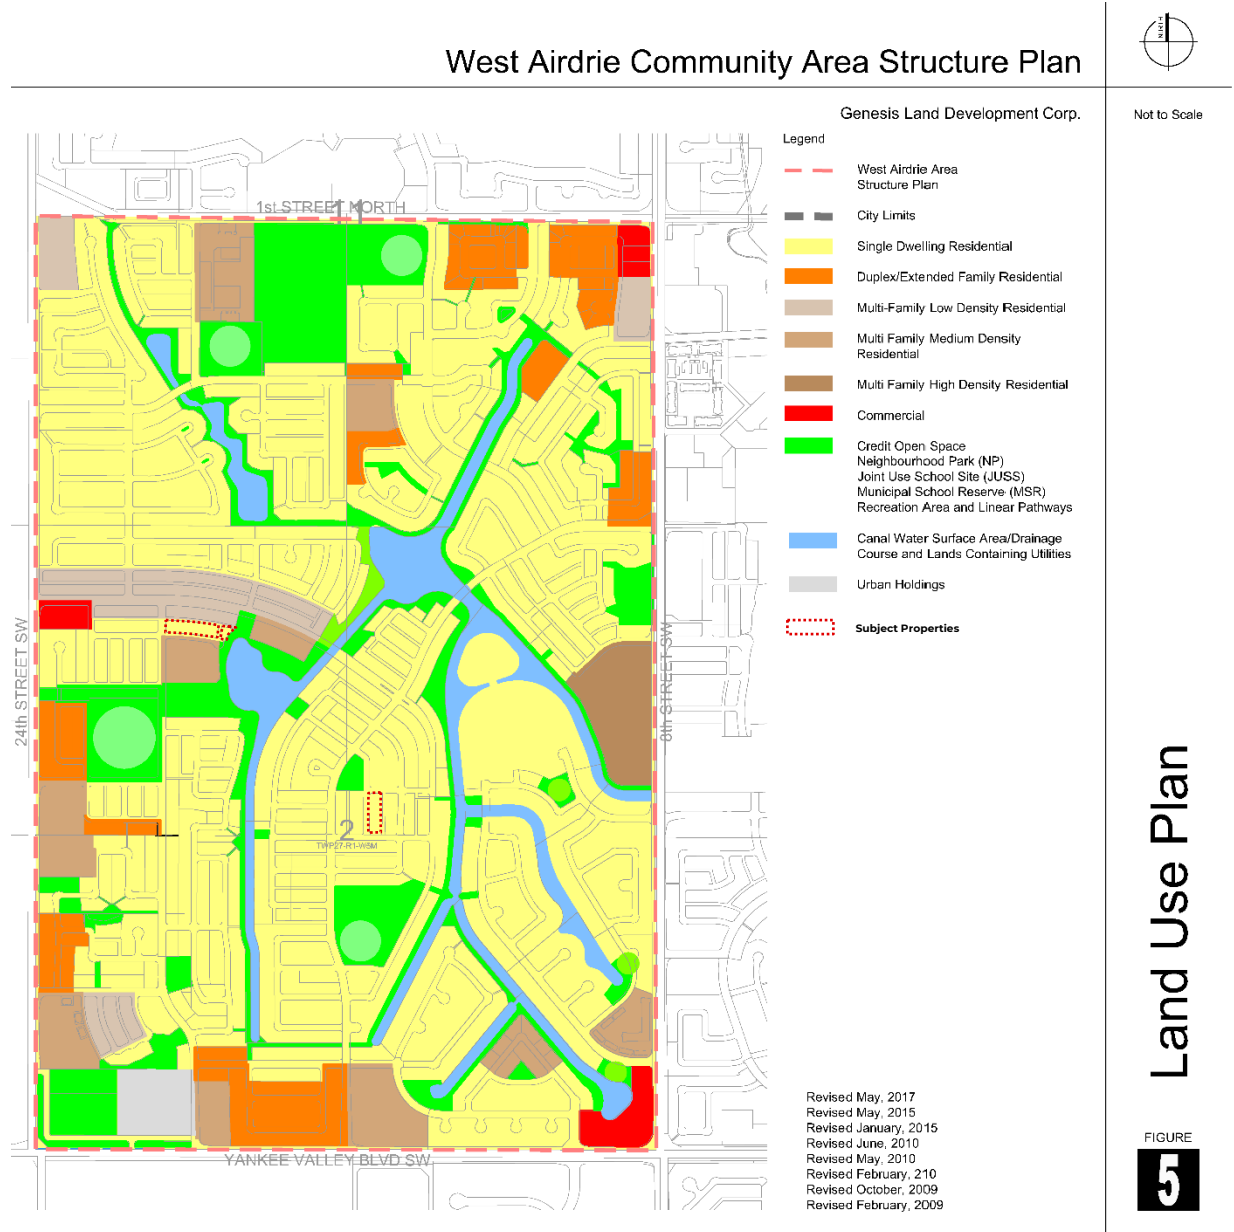 West Airdrie Community Area Structure Plan
Genesis Land Development Corp.
Not to Scale
Legend
West Airdrie Area
Structure Plan
City Limits
Single Dwelling Residential
Duplex/Extended Family Residential
Multi-Family Low Density Residential
Multi Family Medium Density
Residential
Multi Family High Density Residential
Commercial
Credit Open Space
Neighbourhood Park (NP)
Joint Use School Site (JUSS)
Municipal School Reserve (MSR)
Recreation Area and Linear Pathways
Canal Water Surface Area/Drainage
Course and Lands Containing Utilities
Urban Holdings
Subject Properties
1st STREET NORTH
11
24th STREET SW
8th STREET SW
2
TWP27-R1-W5M
YANKEE VALLEY BLVD SW
Land Use Plan
Revised May, 2017
Revised May, 2015
Revised January, 2015
Revised June, 2010
Revised May, 2010
Revised February, 210
Revised October, 2009
Revised February, 2009
FIGURE
5